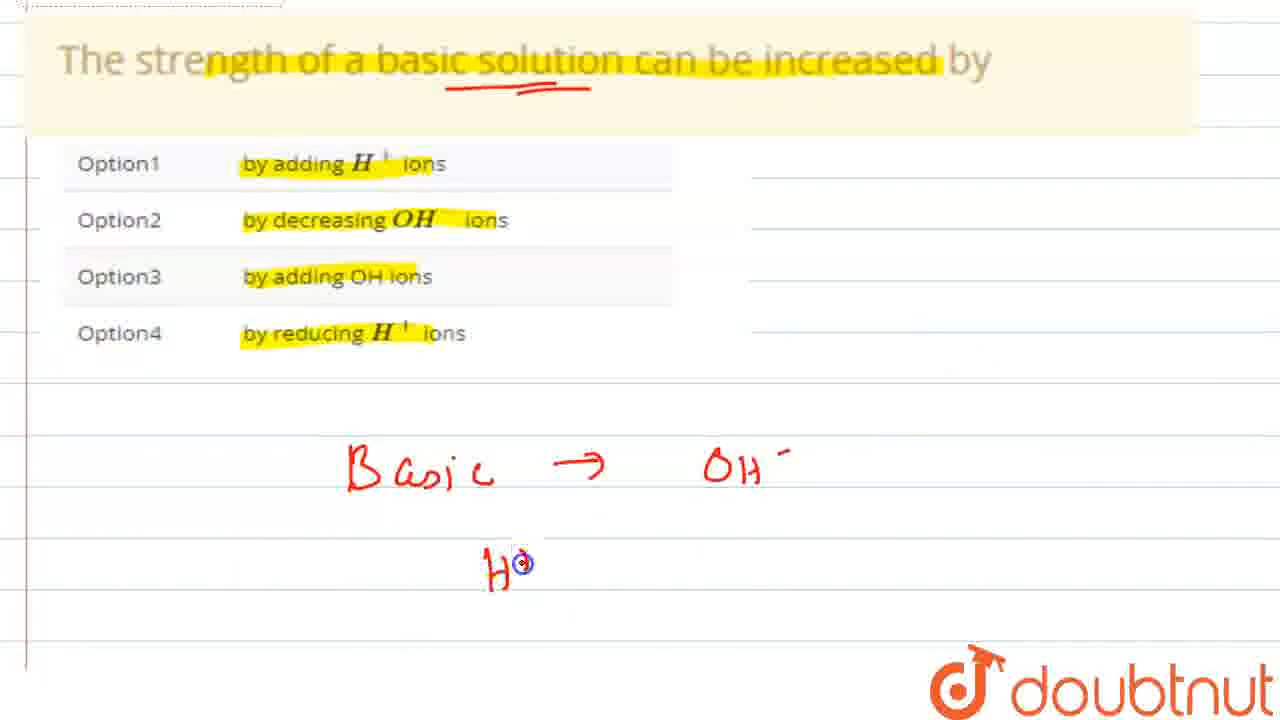 The strength of a basic solution can be increased by
Option1 by adding H⁺ ions
Option2 by decreasing OH⁻ ions
Option3 by adding OH ions
Option4 by reducing H⁺ ions
Basic → OH⁻
H⁺
doubtnut